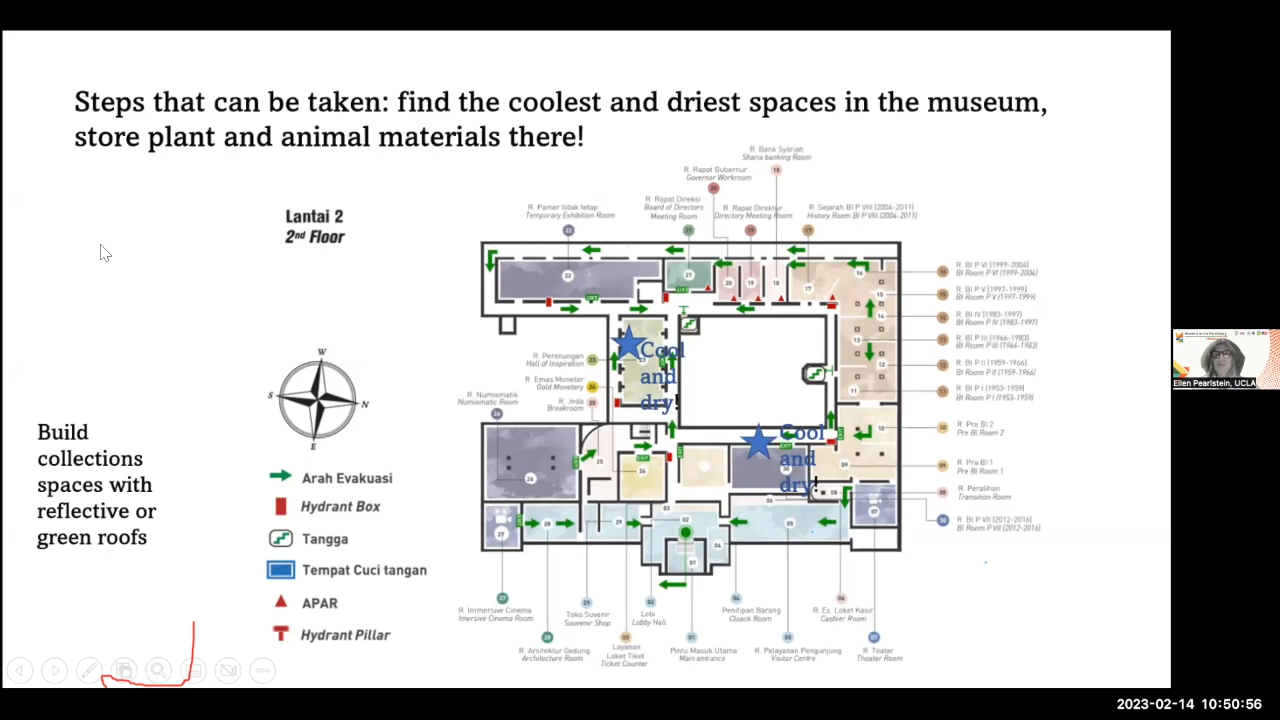 Steps that can be taken: find the coolest and driest spaces in the museum,
store plant and animal materials there!
R. Bank Syariah
Sharia banking Room
R. Rapat Gubernur
Governor Workroom
R. Rapat Direksi
Board of Directors
Meeting Room
R. Rapat Direktur
Directory Meeting Room
R. Sejarah BI P VIII (2004-2011)
History Room BI P VIII (2004-2011)
R. Pamer tidak tetap
Temporary Exhibition Room
Lantai 2
2nd Floor
R. BI P VI (1999-2004)
BI Room P VI (1999-2004)
R. BI P V (1997-1999)
BI Room P V (1997-1999)
R. BI IV (1983-1997)
BI Room P IV (1983-1997)
R. BI P III (1966-1983)
BI Room P III (1966-1983)
R. BI P II (1959-1966)
BI Room P II (1959-1966)
R. BI P I (1953-1959)
BI Room P I (1953-1959)
R. Pra BI 2
Pre BI Room 2
R. Pra BI 1
Pre BI Room 1
R. Peralihan
Transition Room
R. BI P VII (2012-2016)
BI Room P VII (2012-2016)
R. Perenungan
Hall of Inspiration
R. Emas Moneter
Gold Monetery
R. Jeda
Breakroom
R. Numismatik
Numismatic Room
Cool
and
dry!
Cool
and
dry!
W
S
N
E
Build
collections
spaces with
reflective or
green roofs
Arah Evakuasi
Hydrant Box
Tangga
Tempat Cuci tangan
APAR
Hydrant Pillar
R. Immersive Cinema
Imersive Cinema Room
R. Arsitektur Gedung
Architecture Room
Toko Suvenir
Souvenir Shop
Layanan
Loket Tiket
Ticket Counter
Lobi
Lobby Hall
Pintu Masuk Utama
Main entrance
Penitipan Barang
Cloack Room
R. Pelayanan Pengunjung
Visitor Centre
R. Ex. Loket Kasir
Cashier Room
R. Teater
Theater Room
Ellen Pearlstein, UCLA
2023-02-14 10:50:56